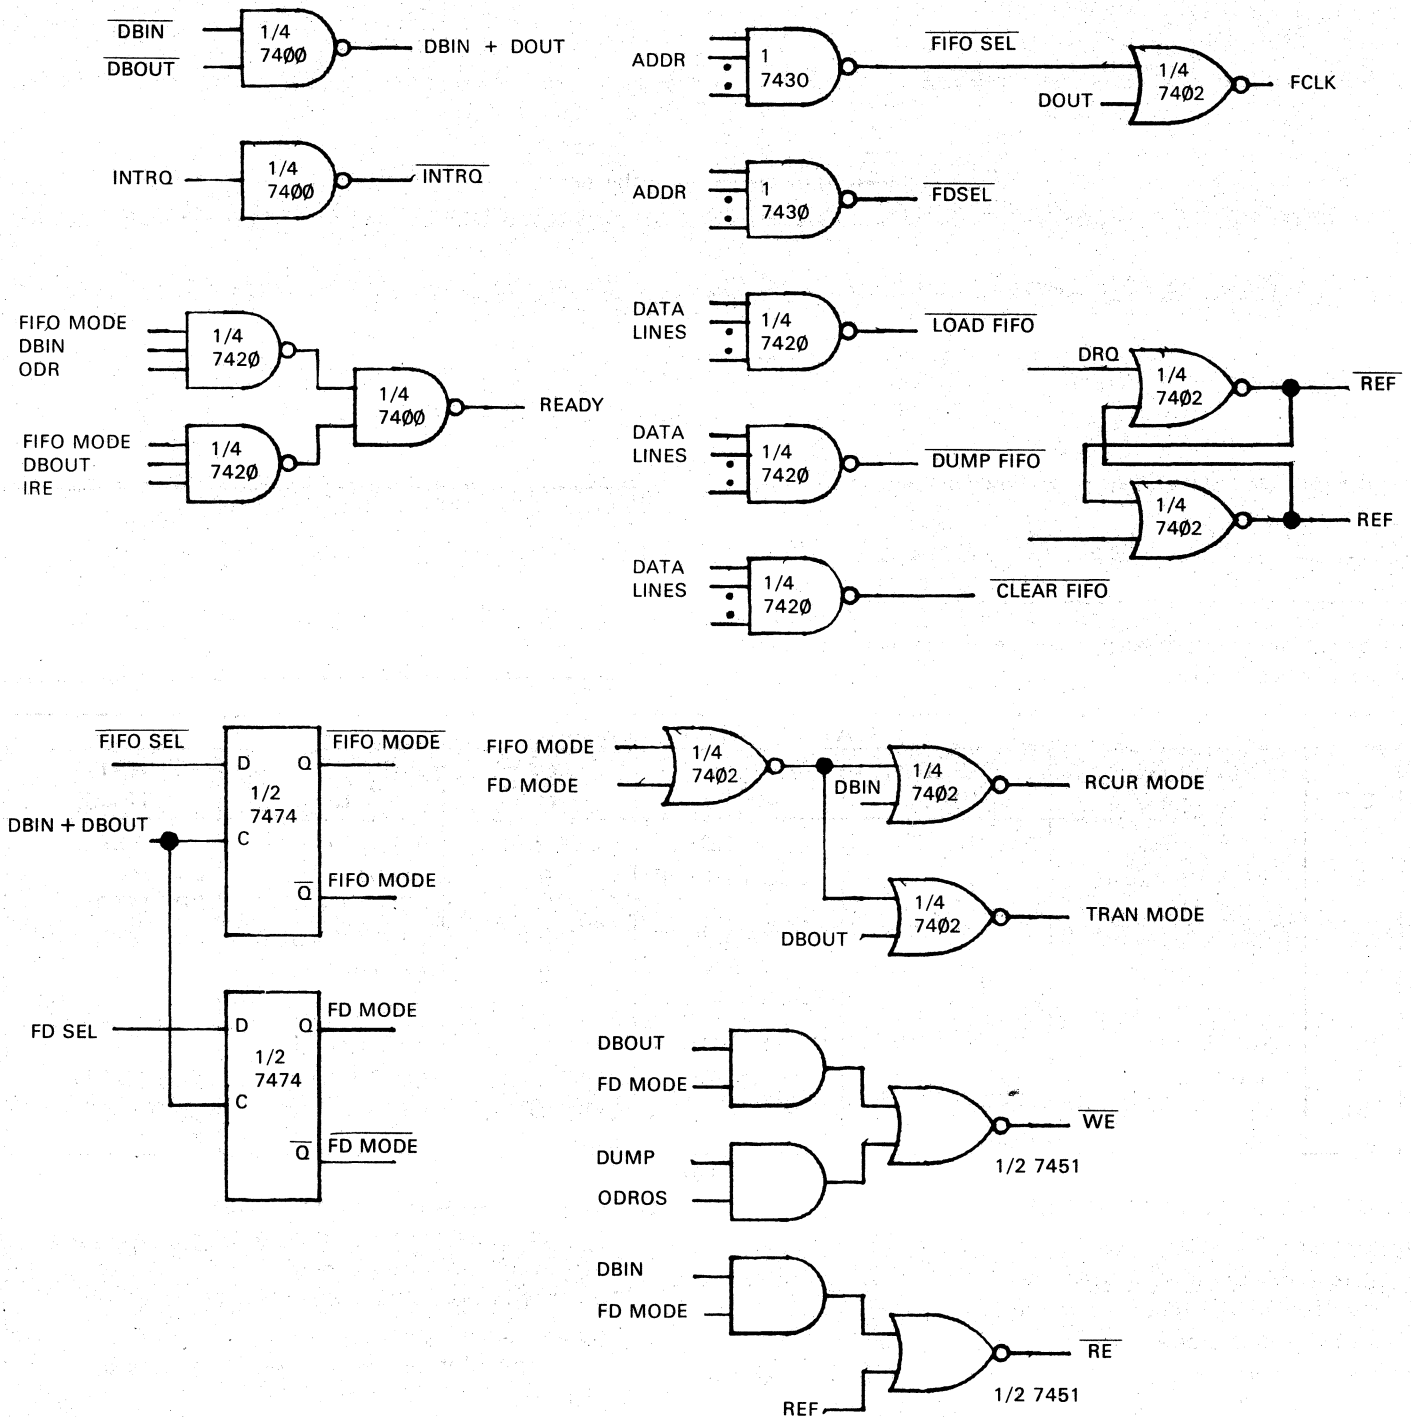 DBIN
DBOUT
1/4
7400
DBIN + DOUT
INTRQ
1/4
7400
INTRQ
FIFO MODE
DBIN
ODR
1/4
7420
FIFO MODE
DBOUT
IRE
1/4
7420
1/4
7400
READY
ADDR
1
7430
FIFO SEL
DOUT
1/4
7402
FCLK
ADDR
1
7430
FDSEL
DATA
LINES
1/4
7420
LOAD FIFO
DATA
LINES
1/4
7420
DUMP FIFO
DATA
LINES
1/4
7420
CLEAR FIFO
DRQ
1/4
7402
REF
1/4
7402
REF
FIFO SEL
D
Q
FIFO MODE
1/2
7474
DBIN + DBOUT
C
Q
FIFO MODE
FD SEL
D
Q
FD MODE
1/2
7474
C
Q
FD MODE
FIFO MODE
FD MODE
1/4
7402
DBIN
1/4
7402
RCUR MODE
DBOUT
1/4
7402
TRAN MODE
DBOUT
FD MODE
DUMP
ODROS
WE
1/2 7451
DBIN
FD MODE
REF
RE
1/2 7451